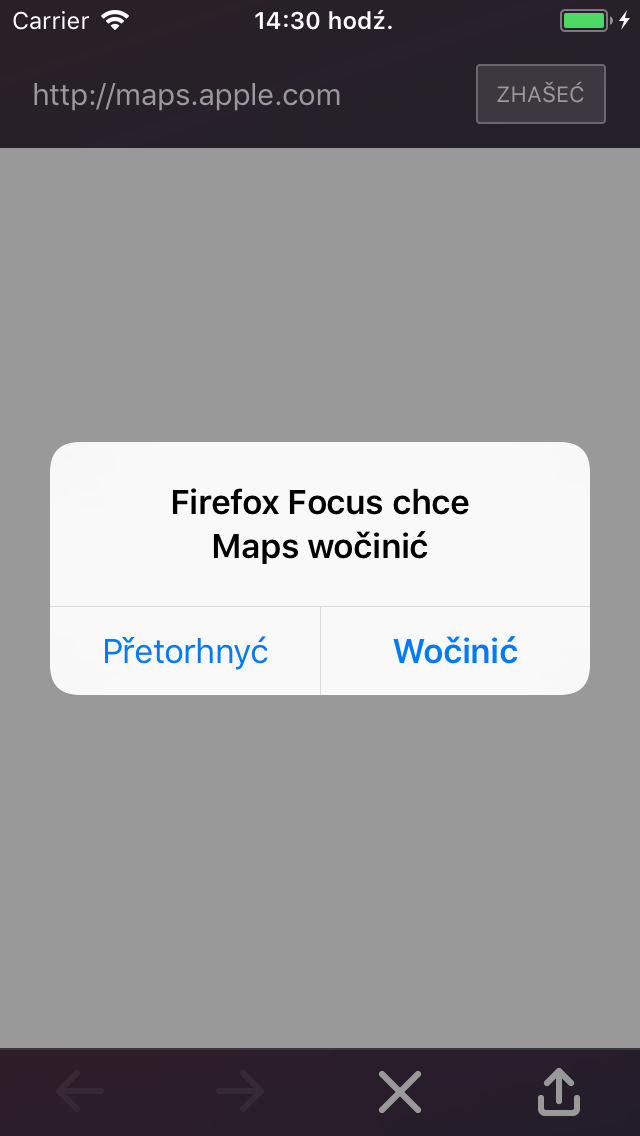 Carrier 14:30 hodź.
http://maps.apple.com ZHAŠEĆ
Firefox Focus chce
Maps wočinić
Přetorhnyć Wočinić